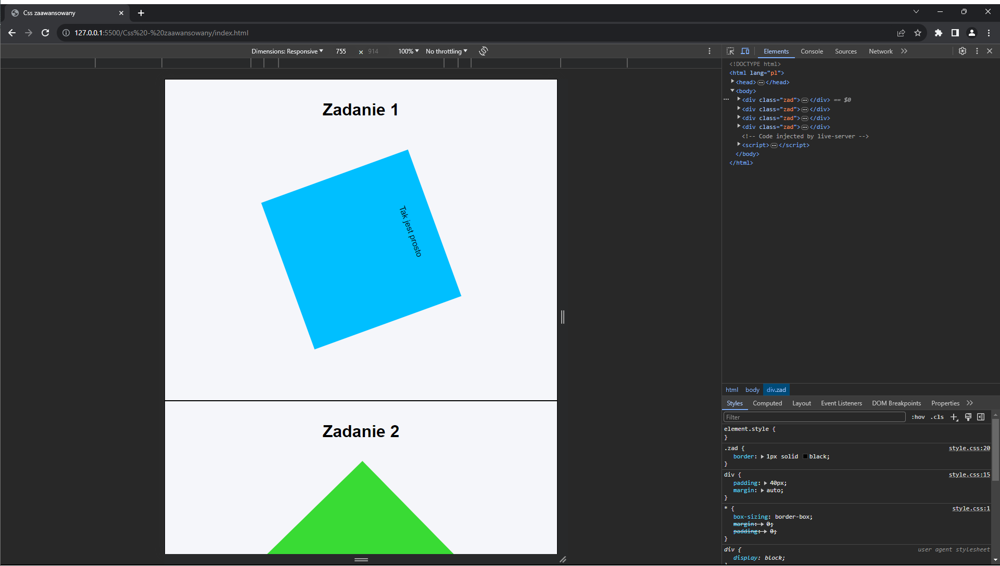 Css zaawansowany
127.0.0.1:5500/Css%20-%20zaawansowany/index.html
Dimensions: Responsive 755 × 914 100% No throttling
Elements Console Sources Network
<!DOCTYPE html>
<html lang="pl">
<head> </head>
<body>
<div class="zad"> </div> == $0
<div class="zad"> </div>
<div class="zad"> </div>
<div class="zad"> </div>
<!-- Code injected by live-server -->
<script> </script>
</body>
</html>
Zadanie 1
Tak jest prosto
Zadanie 2
html body div.zad
Styles Computed Layout Event Listeners DOM Breakpoints Properties
Filter :hov .cls
element.style {
}
.zad { style.css:20
border: 1px solid black;
}
div { style.css:15
padding: 40px;
margin: auto;
}
* { style.css:1
box-sizing: border-box;
margin: 0;
padding: 0;
}
div { user agent stylesheet
display: block;